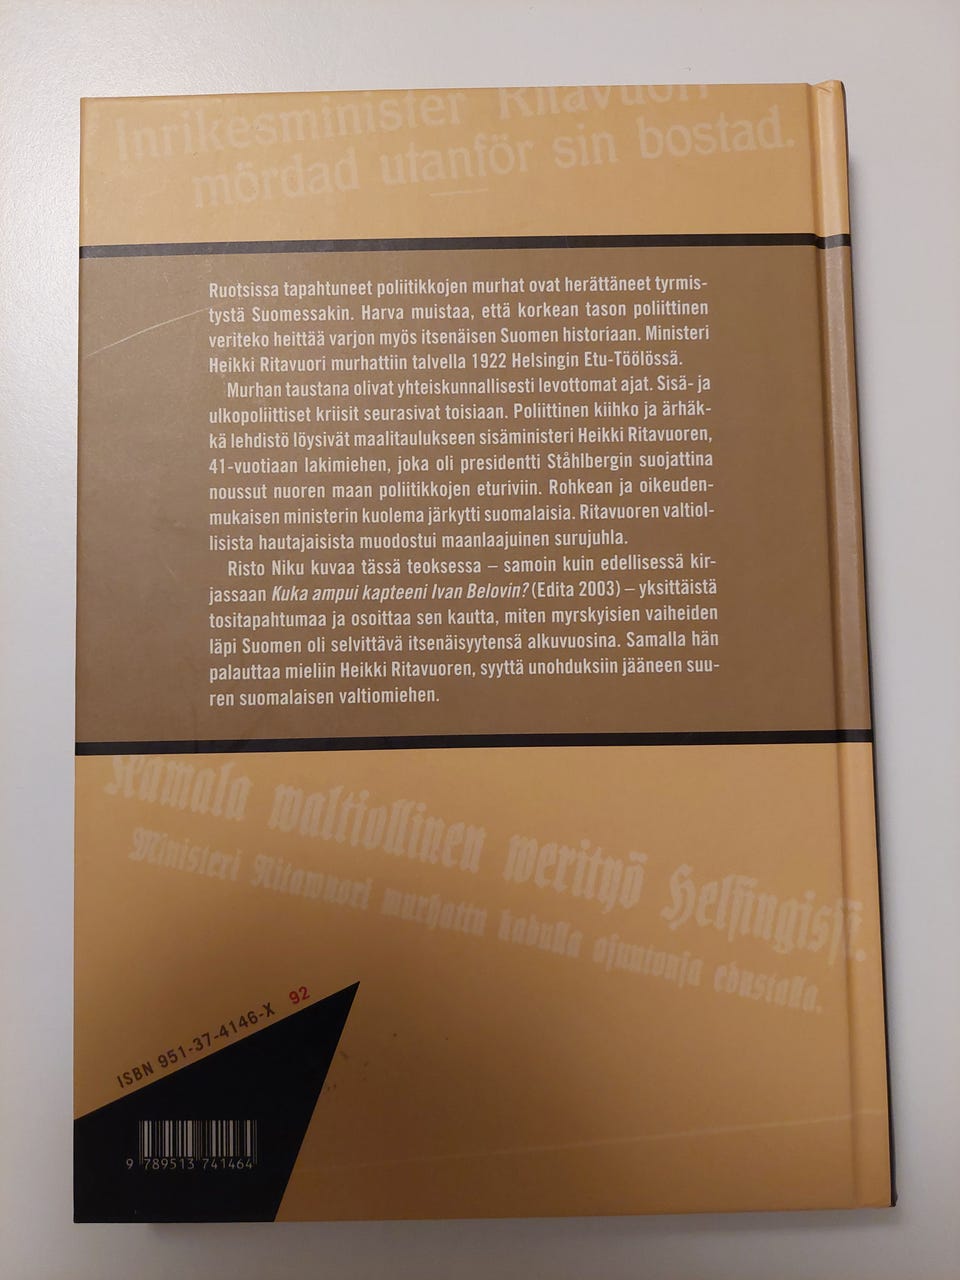 Inrikesminister Ritavuori
mördad utanför sin bostad.
Ruotsissa tapahtuneet poliitikkojen murhat ovat herättäneet tyrmis-
tystä Suomessakin. Harva muistaa, että korkean tason poliittinen
veriteko heittää varjon myös itsenäisen Suomen historiaan. Ministeri
Heikki Ritavuori murhattiin talvella 1922 Helsingin Etu-Töölössä.
Murhan taustana olivat yhteiskunnallisesti levottomat ajat. Sisä- ja
ulkopoliittiset kriisit seurasivat toisiaan. Poliittinen kiihko ja ärhäk-
kä lehdistö löysivät maalitaulukseen sisäministeri Heikki Ritavuoren,
41-vuotiaan lakimiehen, joka oli presidentti Ståhlbergin suojattina
noussut nuoren maan poliitikkojen eturiviin. Rohkean ja oikeuden-
mukaisen ministerin kuolema järkytti suomalaisia. Ritavuoren valtiol-
lisista hautajaisista muodostui maanlaajuinen surujuhla.
Risto Niku kuvaa tässä teoksessa – samoin kuin edellisessä kir-
jassaan Kuka ampui kapteeni Ivan Belovin? (Edita 2003) – yksittäistä
tositapahtumaa ja osoittaa sen kautta, miten myrskyisien vaiheiden
läpi Suomen oli selvittävä itsenäisyytensä alkuvuosina. Samalla hän
palauttaa mieliin Heikki Ritavuoren, syyttä unohduksiin jääneen suu-
ren suomalaisen valtiomiehen.
Kamala waltiollinen werityö Helsingissä.
Ministeri Ritawuori murhattu kadulla asuntonsa edustalla.
ISBN 951-37-4146-X 92
9 789513 741464